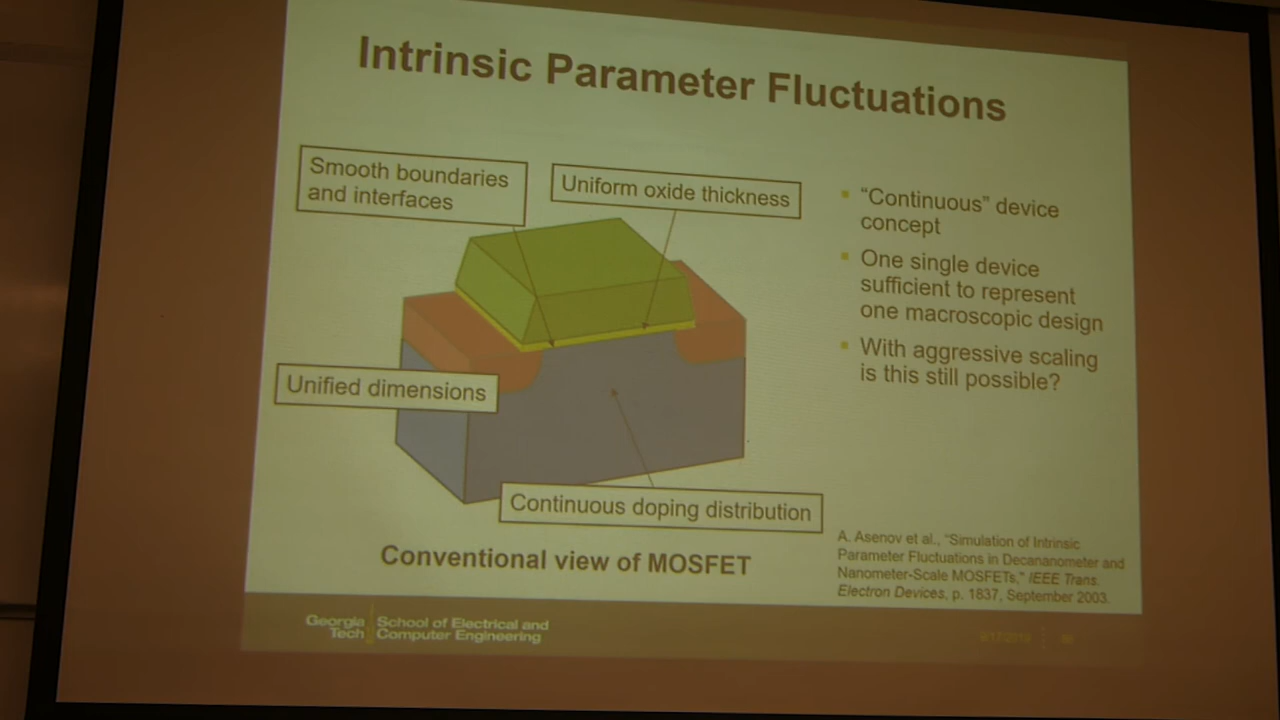 Intrinsic Parameter Fluctuations
Smooth boundaries
and interfaces
Uniform oxide thickness
Unified dimensions
Continuous doping distribution
Conventional view of MOSFET
“Continuous” device
concept
One single device
sufficient to represent
one macroscopic design
With aggressive scaling
is this still possible?
A. Asenov et al., “Simulation of Intrinsic
Parameter Fluctuations in Decananometer and
Nanometer-Scale MOSFETs,” IEEE Trans.
Electron Devices, p. 1837, September 2003.
Georgia
Tech
School of Electrical and
Computer Engineering